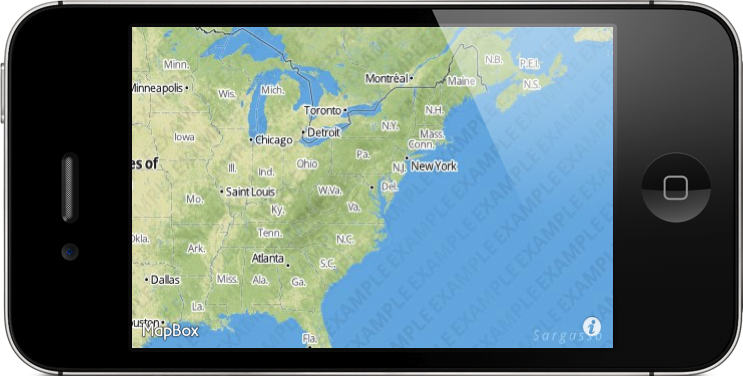 Minn.
N.B.
P.E.I.
Montréal
Maine
Minneapolis
Wis.
Mich.
N.S.
Toronto
N.H.
Iowa
Chicago
Detroit
N.Y.
Mass.
Conn.
es of
Ill.
Ind.
Ohio
Pa.
N.J.
New York
Mo.
Saint Louis
W.Va.
Del.
Ky.
Va.
Okla.
Ark.
Tenn.
N.C.
Atlanta
S.C.
Dallas
Miss.
Ala.
Ga.
La.
uston
MapBox
Fla.
Sargasso
i
EXAMPLE EXAMPLE EXAMPLE